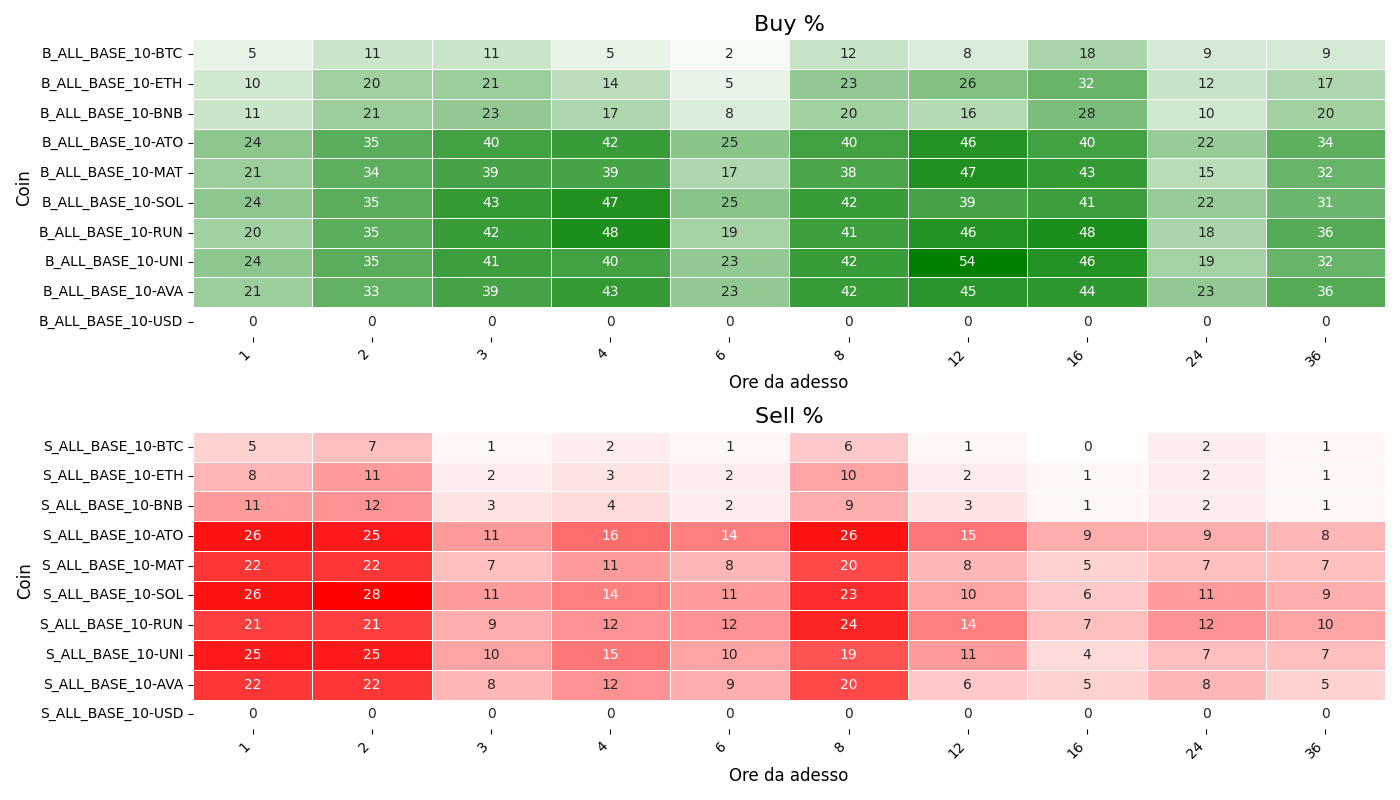 Buy %
Coin
B_ALL_BASE_10-BTC 5 11 11 5 2 12 8 18 9 9
B_ALL_BASE_10-ETH 10 20 21 14 5 23 26 32 12 17
B_ALL_BASE_10-BNB 11 21 23 17 8 20 16 28 10 20
B_ALL_BASE_10-ATO 24 35 40 42 25 40 46 40 22 34
B_ALL_BASE_10-MAT 21 34 39 39 17 38 47 43 15 32
B_ALL_BASE_10-SOL 24 35 43 47 25 42 39 41 22 31
B_ALL_BASE_10-RUN 20 35 42 48 19 41 46 48 18 36
B_ALL_BASE_10-UNI 24 35 41 40 23 42 54 46 19 32
B_ALL_BASE_10-AVA 21 33 39 43 23 42 45 44 23 36
B_ALL_BASE_10-USD 0 0 0 0 0 0 0 0 0 0
1 2 3 4 6 8 12 16 24 36
Ore da adesso
Sell %
Coin
S_ALL_BASE_10-BTC 5 7 1 2 1 6 1 0 2 1
S_ALL_BASE_10-ETH 8 11 2 3 2 10 2 1 2 1
S_ALL_BASE_10-BNB 11 12 3 4 2 9 3 1 2 1
S_ALL_BASE_10-ATO 26 25 11 16 14 26 15 9 9 8
S_ALL_BASE_10-MAT 22 22 7 11 8 20 8 5 7 7
S_ALL_BASE_10-SOL 26 28 11 14 11 23 10 6 11 9
S_ALL_BASE_10-RUN 21 21 9 12 12 24 14 7 12 10
S_ALL_BASE_10-UNI 25 25 10 15 10 19 11 4 7 7
S_ALL_BASE_10-AVA 22 22 8 12 9 20 6 5 8 5
S_ALL_BASE_10-USD 0 0 0 0 0 0 0 0 0 0
1 2 3 4 6 8 12 16 24 36
Ore da adesso